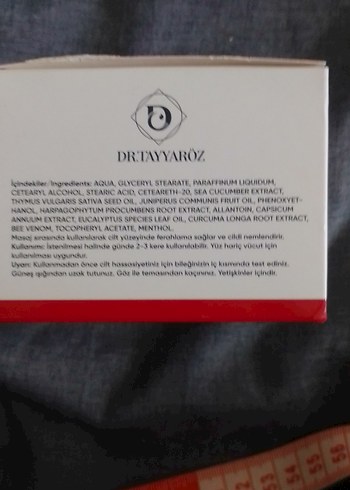 D
DR.TAYYARÖZ
İçindekiler/Ingredients: AQUA, GLYCERYL STEARATE, PARAFFINUM LIQUIDUM,
CETEARYL ALCOHOL, STEARIC ACID, CETEARETH-20, SEA CUCUMBER EXTRACT,
THYMUS VULGARIS SATIVA SEED OIL, JUNIPERUS COMMUNIS FRUIT OIL, PHENOXYET-
HANOL, HARPAGOPHYTUM PROCUMBENS ROOT EXTRACT, ALLANTOIN, CAPSICUM
ANNUUM EXTRACT, EUCALYPTUS SPECIES LEAF OIL, CURCUMA LONGA ROOT EXTRACT,
BEE VENOM, TOCOPHERYL ACETATE, MENTHOL.
Masaj sırasında kullanılarak cilt yüzeyinde ferahlama sağlar ve cildi nemlendirir.
Kullanımı: İstenilmesi halinde günde 2-3 kere kullanılabilir. Yüz hariç vücut için
kullanılması uygundur.
Uyarı: Kullanmadan önce cilt hassasiyetiniz için bileğinizin iç kısmında test ediniz.
Güneş ışığından uzak tutunuz. Göz ile temasından kaçınınız. Yetişkinler içindir.
53 54 55 56